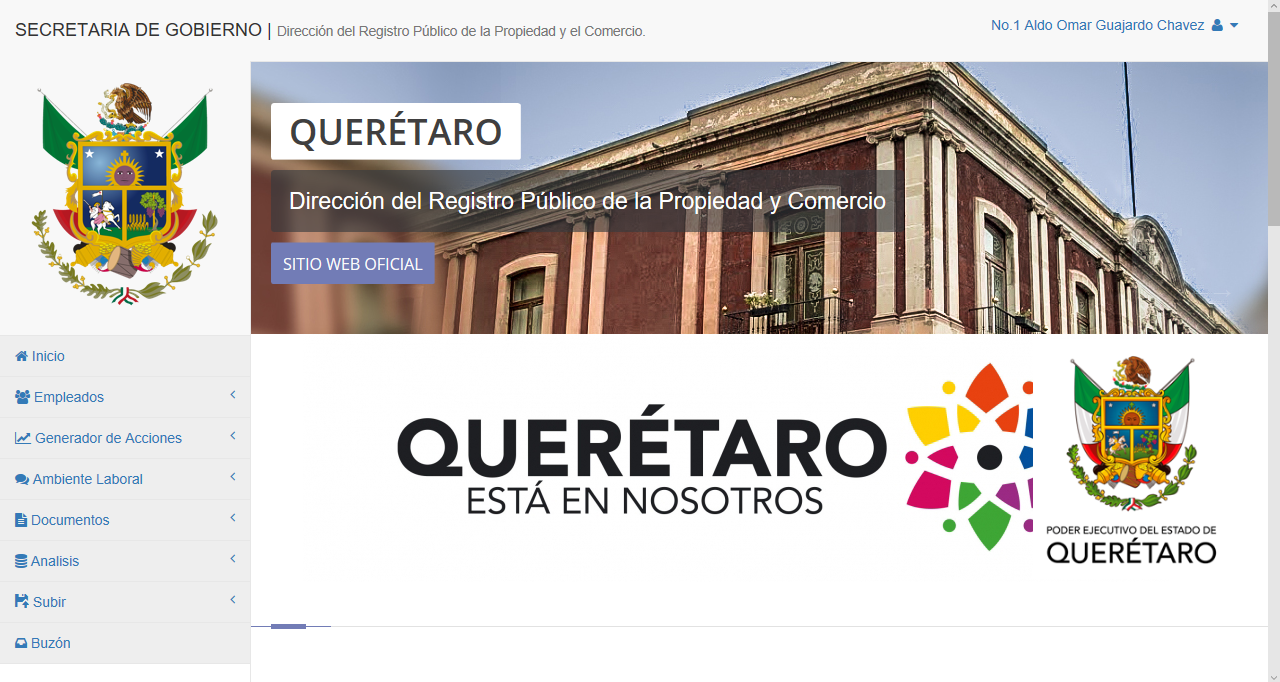 SECRETARIA DE GOBIERNO | Dirección del Registro Público de la Propiedad y el Comercio.
No.1 Aldo Omar Guajardo Chavez
QUERÉTARO
Dirección del Registro Público de la Propiedad y Comercio
SITIO WEB OFICIAL
Inicio
Empleados
Generador de Acciones
Ambiente Laboral
Documentos
Analisis
Subir
Buzón
QUERÉTARO
ESTÁ EN NOSOTROS
PODER EJECUTIVO DEL ESTADO DE
QUERÉTARO